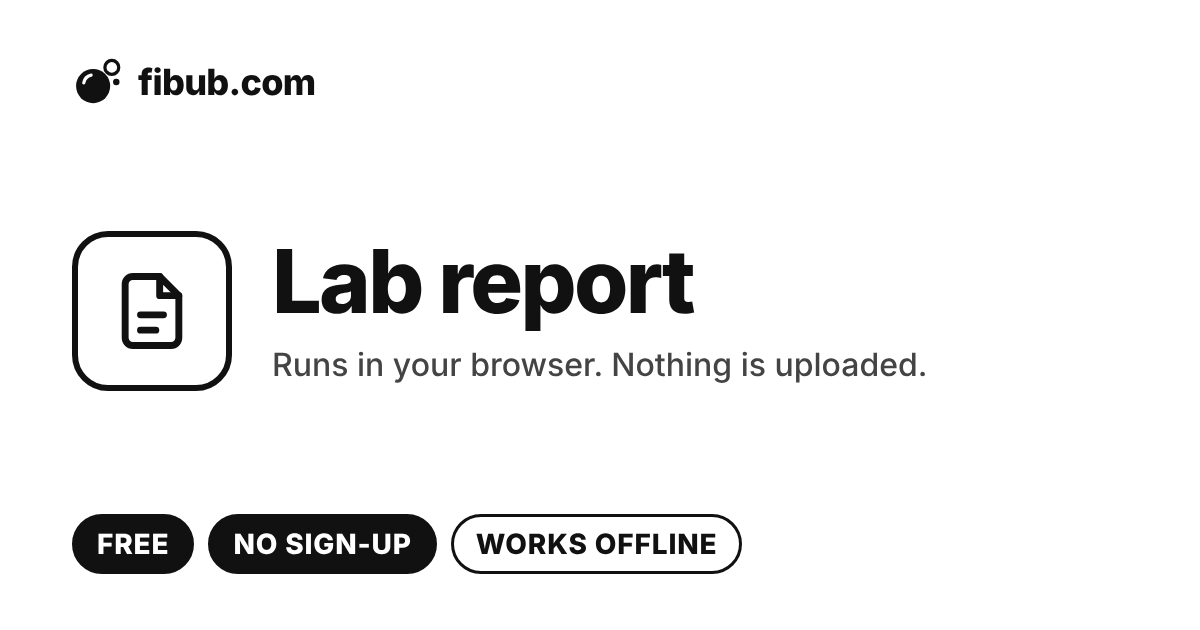 fibub.com
Lab report
Runs in your browser. Nothing is uploaded.
FREE
NO SIGN-UP
WORKS OFFLINE